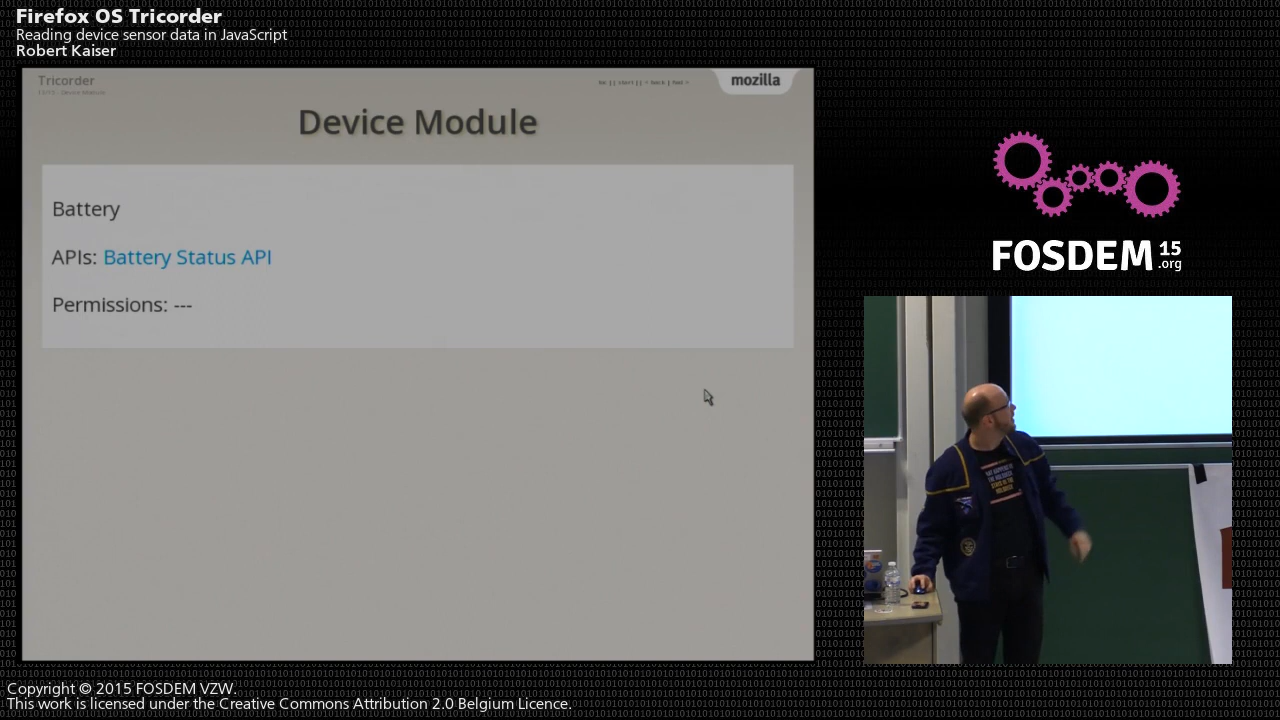 Firefox OS Tricorder
Reading device sensor data in JavaScript
Robert Kaiser
Tricorder
mozilla
Device Module
Battery
APIs: Battery Status API
Permissions: ---
FOSDEM 15
.org
Copyright © 2015 FOSDEM VZW.
This work is licensed under the Creative Commons Attribution 2.0 Belgium Licence.